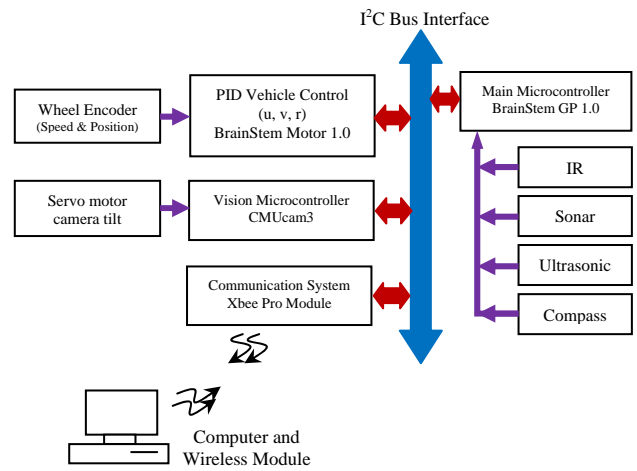 I²C Bus Interface
Wheel Encoder
(Speed & Position)
PID Vehicle Control
(u, v, r)
BrainStem Motor 1.0
Main Microcontroller
BrainStem GP 1.0
IR
Servo motor
camera tilt
Vision Microcontroller
CMUcam3
Sonar
Ultrasonic
Communication System
Xbee Pro Module
Compass
Computer and
Wireless Module